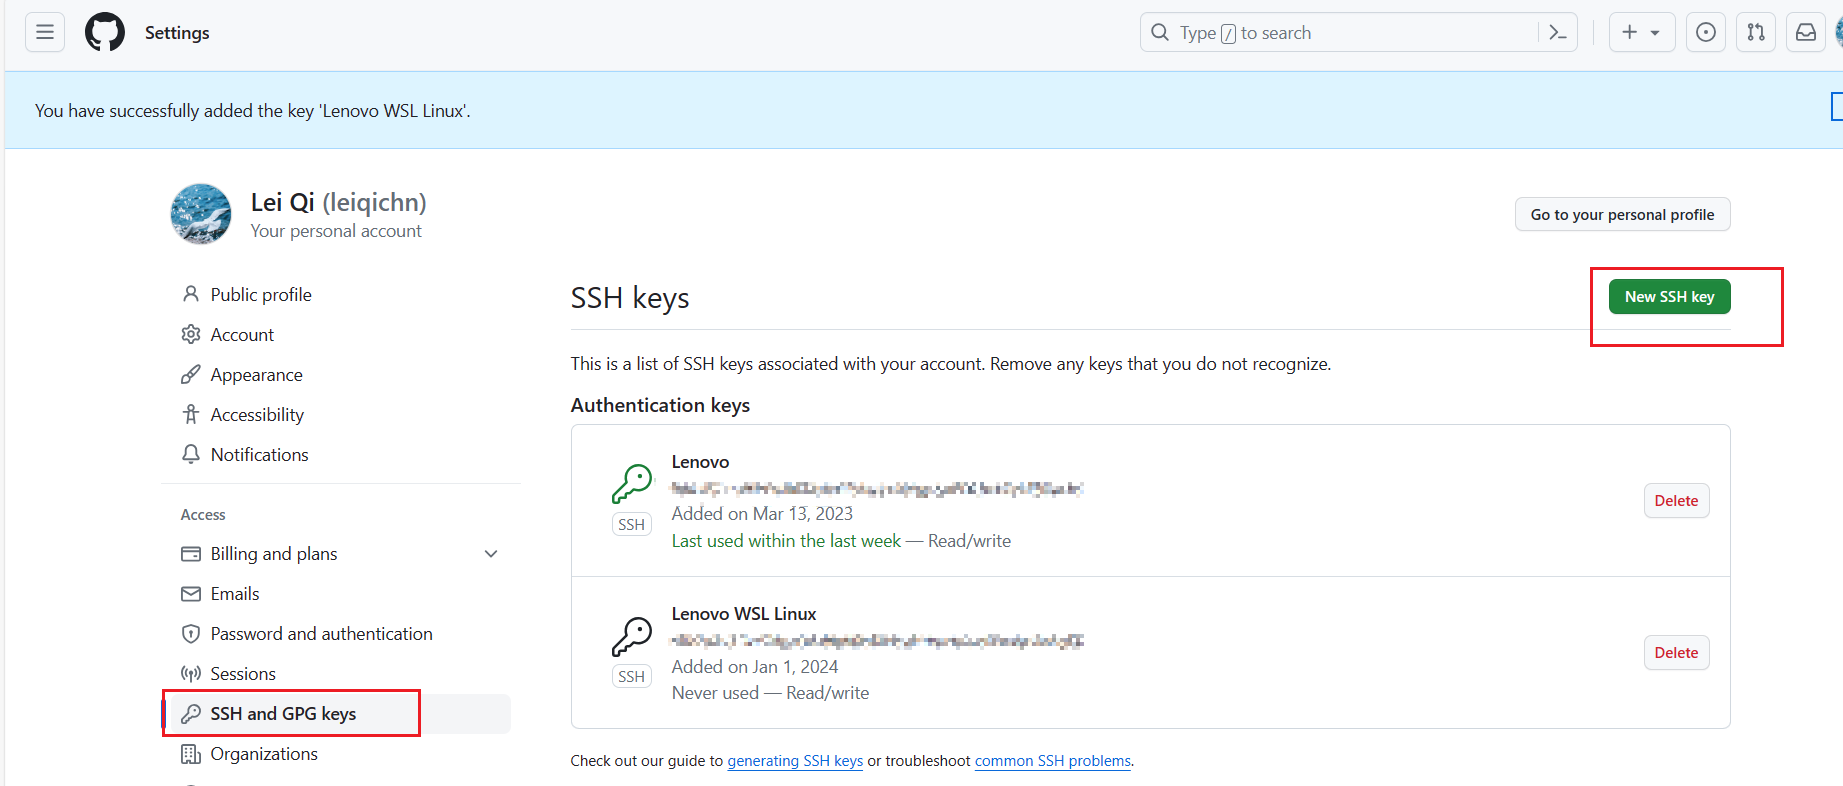 Settings
Type / to search
You have successfully added the key 'Lenovo WSL Linux'.
Lei Qi (leiqichn)
Your personal account
Go to your personal profile
Public profile
Account
Appearance
Accessibility
Notifications
Access
Billing and plans
Emails
Password and authentication
Sessions
SSH and GPG keys
Organizations
SSH keys
New SSH key
This is a list of SSH keys associated with your account. Remove any keys that you do not recognize.
Authentication keys
Lenovo
SSH
Added on Mar 13, 2023
Last used within the last week — Read/write
Delete
Lenovo WSL Linux
SSH
Added on Jan 1, 2024
Never used — Read/write
Delete
Check out our guide to generating SSH keys or troubleshoot common SSH problems.